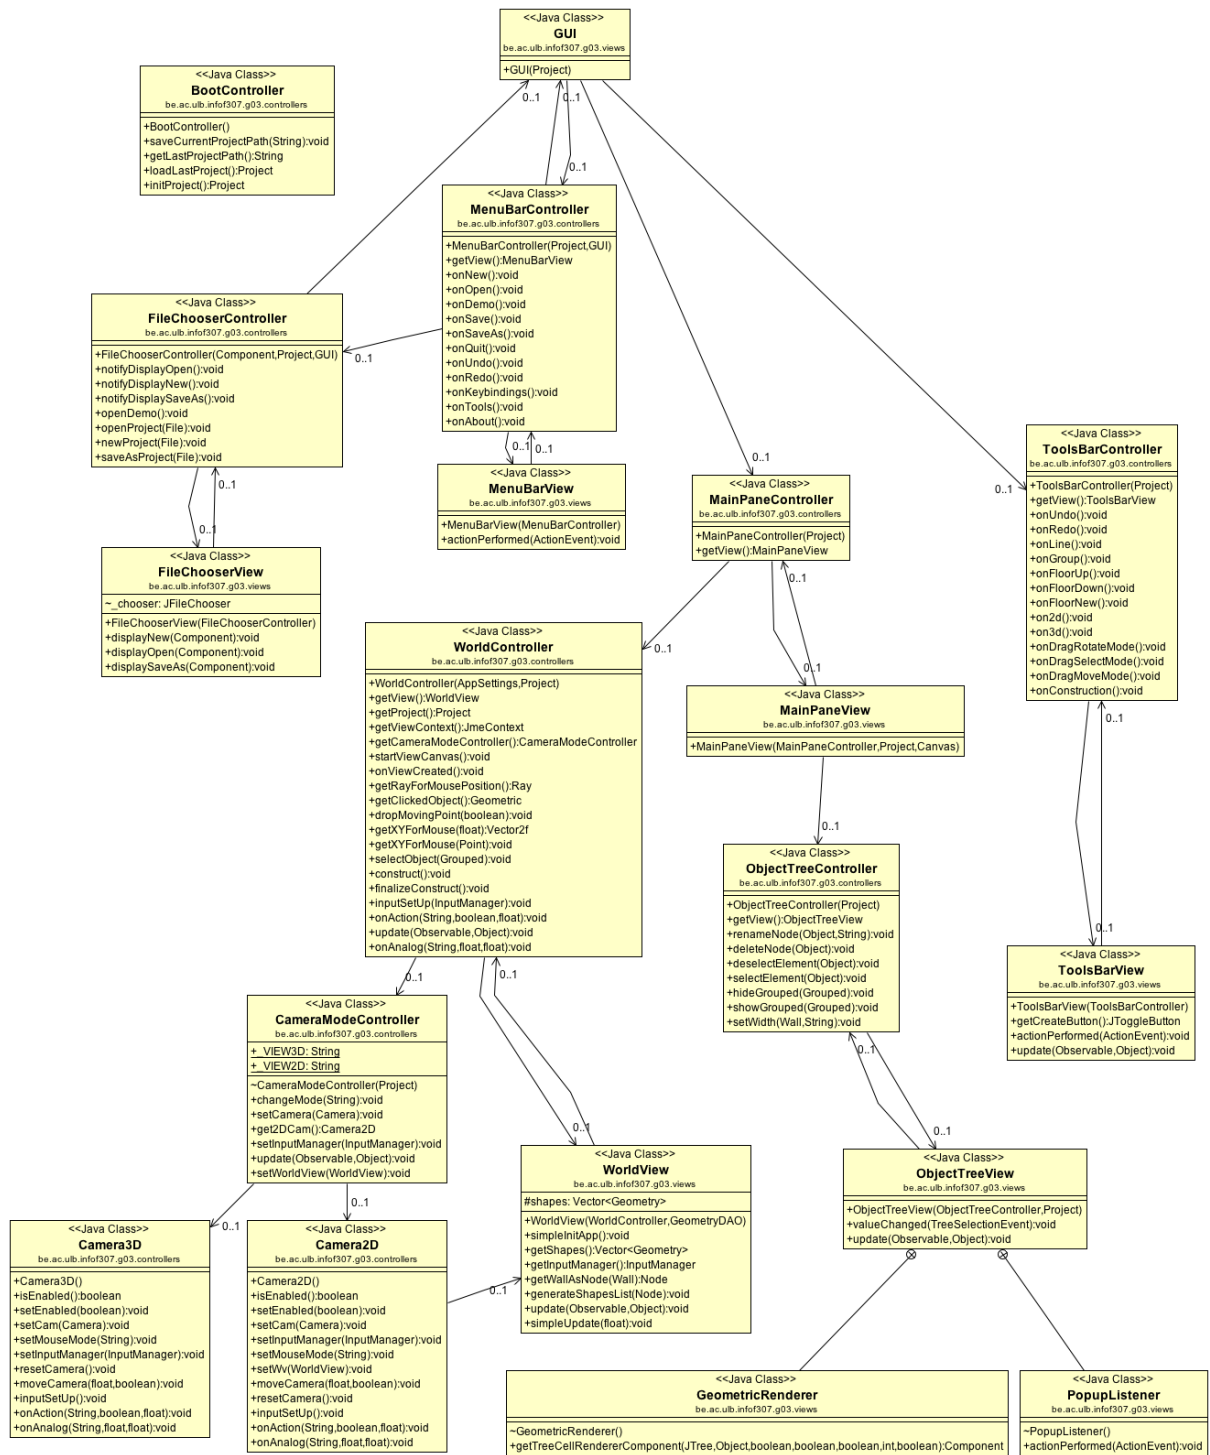 <<Java Class>>
GUI
be.ac.ulb.infof307.g03.views
+GUI(Project)
0..1
0..1
0..1
<<Java Class>>
BootController
be.ac.ulb.infof307.g03.controllers
+BootController()
+saveCurrentProjectPath(String):void
+getLastProjectPath():String
+loadLastProject():Project
+initProject():Project
<<Java Class>>
MenuBarController
be.ac.ulb.infof307.g03.controllers
+MenuBarController(Project,GUI)
+getView():MenuBarView
+onNew():void
+onOpen():void
+onDemo():void
+onSave():void
+onSaveAs():void
+onQuit():void
+onUndo():void
+onRedo():void
+onKeybindings():void
+onTools():void
+onAbout():void
0..1
0..1
<<Java Class>>
FileChooserController
be.ac.ulb.infof307.g03.controllers
+FileChooserController(Component,Project,GUI)
+notifyDisplayOpen():void
+notifyDisplayNew():void
+notifyDisplaySaveAs():void
+openDemo():void
+openProject(File):void
+newProject(File):void
+saveAsProject(File):void
0..1
0..1
0..1
<<Java Class>>
MenuBarView
be.ac.ulb.infof307.g03.views
+MenuBarView(MenuBarController)
+actionPerformed(ActionEvent):void
<<Java Class>>
FileChooserView
be.ac.ulb.infof307.g03.views
~_chooser: JFileChooser
+FileChooserView(FileChooserController)
+displayNew(Component):void
+displayOpen(Component):void
+displaySaveAs(Component):void
0..1
<<Java Class>>
MainPaneController
be.ac.ulb.infof307.g03.controllers
+MainPaneController(Project)
+getView():MainPaneView
0..1
0..1
0..1
0..1
<<Java Class>>
ToolsBarController
be.ac.ulb.infof307.g03.controllers
+ToolsBarController(Project)
+getView():ToolsBarView
+onUndo():void
+onRedo():void
+onLine():void
+onGroup():void
+onFloorUp():void
+onFloorDown():void
+onFloorNew():void
+on2d():void
+on3d():void
+onDragRotateMode():void
+onDragSelectMode():void
+onDragMoveMode():void
+onConstruction():void
0..1
0..1
<<Java Class>>
WorldController
be.ac.ulb.infof307.g03.controllers
+WorldController(AppSettings,Project)
+getView():WorldView
+getProject():Project
+getViewContext():JmeContext
+getCameraModeController():CameraModeController
+startViewCanvas():void
+onViewCreated():void
+getRayForMousePosition():Ray
+getClickedObject():Geometric
+dropMovingPoint(boolean):void
+getXYForMouse(float):Vector2f
+getXYForMouse(Point):void
+selectObject(Grouped):void
+construct():void
+finalizeConstruct():void
+inputSetUp(InputManager):void
+onAction(String,boolean,float):void
+update(Observable,Object):void
+onAnalog(String,float,float):void
<<Java Class>>
MainPaneView
be.ac.ulb.infof307.g03.views
+MainPaneView(MainPaneController,Project,Canvas)
0..1
<<Java Class>>
ObjectTreeController
be.ac.ulb.infof307.g03.controllers
+ObjectTreeController(Project)
+getView():ObjectTreeView
+renameNode(Object,String):void
+deleteNode(Object):void
+deselectElement(Object):void
+selectElement(Object):void
+hideGrouped(Grouped):void
+showGrouped(Grouped):void
+setWidth(Wall,String):void
<<Java Class>>
ToolsBarView
be.ac.ulb.infof307.g03.views
+ToolsBarView(ToolsBarController)
+getCreateButton():JToggleButton
+actionPerformed(ActionEvent):void
+update(Observable,Object):void
0..1
0..1
0..1
0..1
0..1
<<Java Class>>
CameraModeController
be.ac.ulb.infof307.g03.controllers
+_VIEW3D: String
+_VIEW2D: String
~CameraModeController(Project)
+changeMode(String):void
+setCamera(Camera):void
+get2DCam():Camera2D
+setInputManager(InputManager):void
+update(Observable,Object):void
+setWorldView(WorldView):void
0..1
0..1
<<Java Class>>
WorldView
be.ac.ulb.infof307.g03.views
#shapes: Vector<Geometry>
+WorldView(WorldController,GeometryDAO)
+simpleInitApp():void
+getShapes():Vector<Geometry>
+getInputManager():InputManager
+getWallAsNode(Wall):Node
+generateShapesList(Node):void
+update(Observable,Object):void
+simpleUpdate(float):void
<<Java Class>>
ObjectTreeView
be.ac.ulb.infof307.g03.views
+ObjectTreeView(ObjectTreeController,Project)
+valueChanged(TreeSelectionEvent):void
+update(Observable,Object):void
<<Java Class>>
Camera3D
be.ac.ulb.infof307.g03.controllers
+Camera3D()
+isEnabled():boolean
+setEnabled(boolean):void
+setCam(Camera):void
+setMouseMode(String):void
+setInputManager(InputManager):void
+resetCamera():void
+moveCamera(float,boolean):void
+inputSetUp():void
+onAction(String,boolean,float):void
+onAnalog(String,float,float):void
<<Java Class>>
Camera2D
be.ac.ulb.infof307.g03.controllers
+Camera2D()
+isEnabled():boolean
+setEnabled(boolean):void
+setCam(Camera):void
+setInputManager(InputManager):void
+setMouseMode(String):void
+setWv(WorldView):void
+moveCamera(float,boolean):void
+resetCamera():void
+inputSetUp():void
+onAction(String,boolean,float):void
+onAnalog(String,float,float):void
0..1
<<Java Class>>
GeometricRenderer
be.ac.ulb.infof307.g03.views
~GeometricRenderer()
+getTreeCellRendererComponent(JTree,Object,boolean,boolean,boolean,int,boolean):Component
<<Java Class>>
PopupListener
be.ac.ulb.infof307.g03.views
~PopupListener()
+actionPerformed(ActionEvent):void